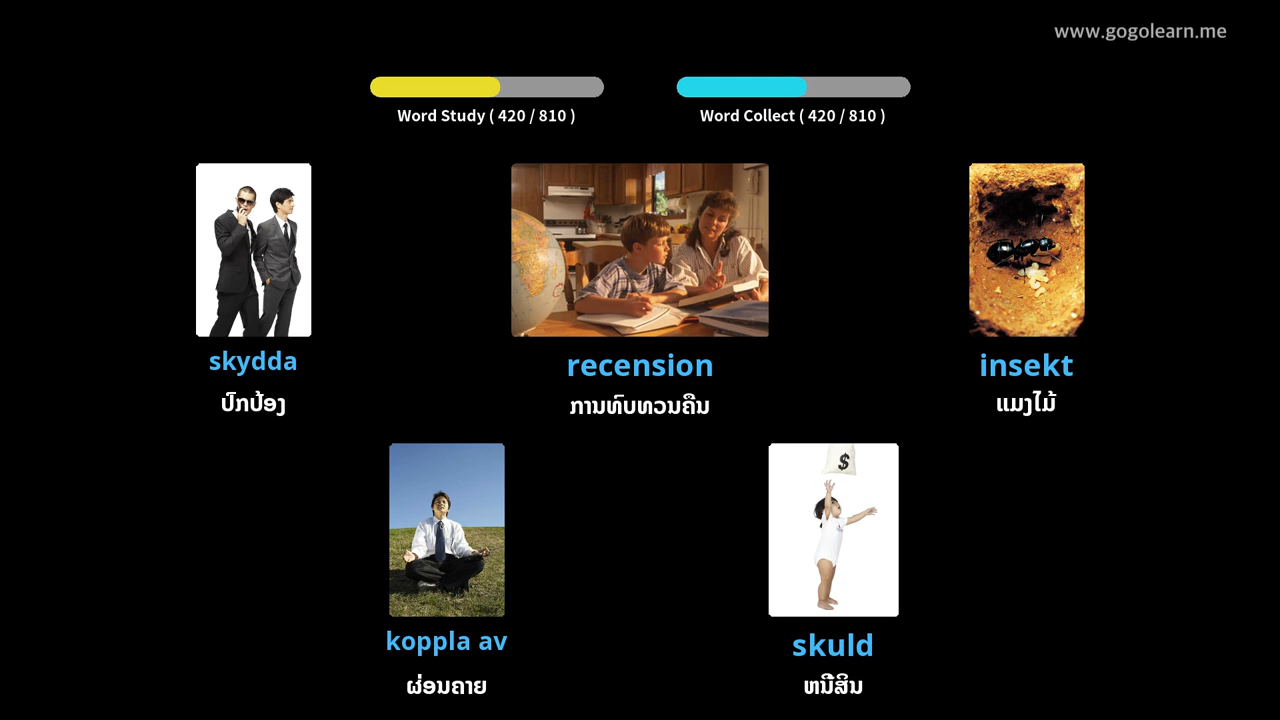 www.gogolearn.me
Word Study ( 420 / 810 )
Word Collect ( 420 / 810 )
skydda
ປົກປ້ອງ
recension
ການທົບທວນຄືນ
insekt
ແມງໄມ້
$
koppla av
ຜ່ອນຄາຍ
skuld
ຫນີ້ສິນ